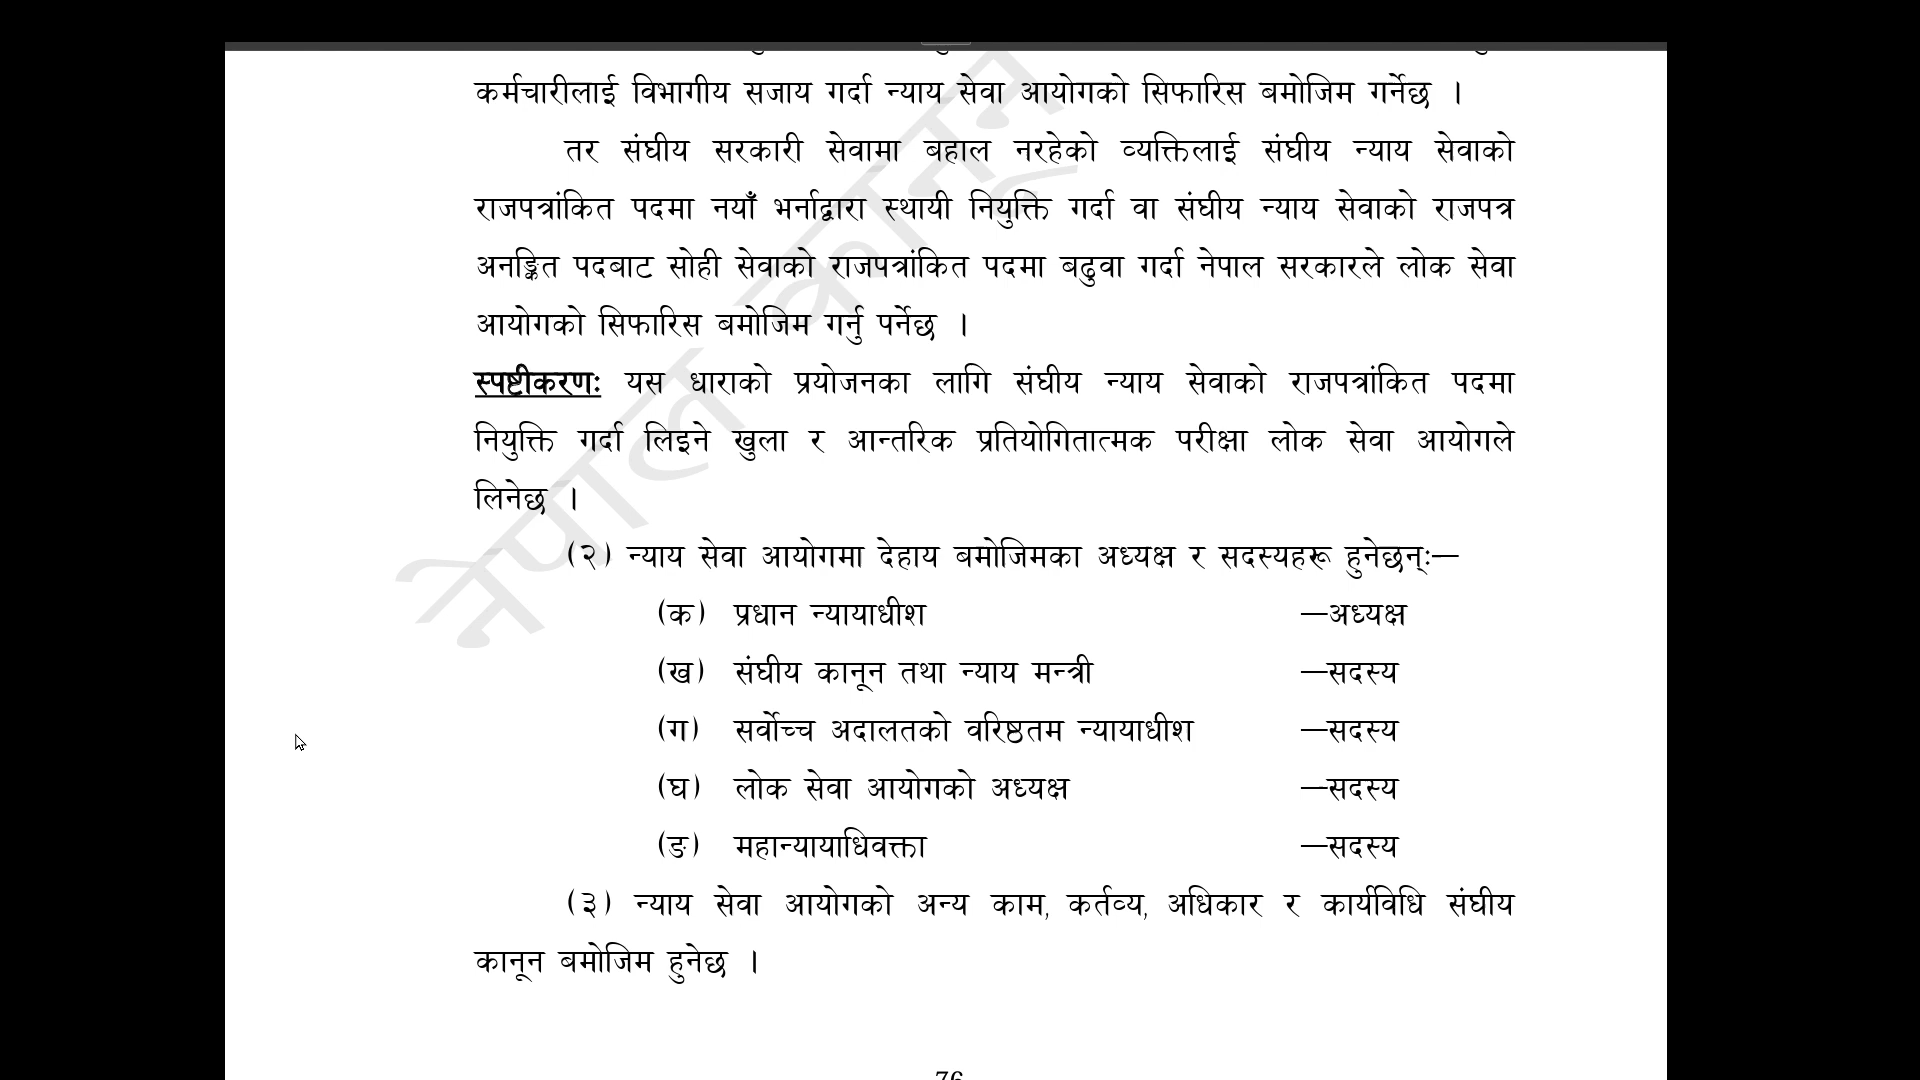 कर्मचारीलाई विभागीय सजाय गर्दा न्याय सेवा आयोगको सिफारिस बमोजिम गर्नेछ ।
तर संघीय सरकारी सेवामा बहाल नरहेको व्यक्तिलाई संघीय न्याय सेवाको
राजपत्रांकित पदमा नयाँ भर्नाद्वारा स्थायी नियुक्ति गर्दा वा संघीय न्याय सेवाको राजपत्र
अनङ्कित पदबाट सोही सेवाको राजपत्रांकित पदमा बढुवा गर्दा नेपाल सरकारले लोक सेवा
आयोगको सिफारिस बमोजिम गर्नु पर्नेछ ।
स्पष्टीकरणः यस धाराको प्रयोजनका लागि संघीय न्याय सेवाको राजपत्रांकित पदमा
नियुक्ति गर्दा लिइने खुला र आन्तरिक प्रतियोगितात्मक परीक्षा लोक सेवा आयोगले
लिनेछ ।
(२) न्याय सेवा आयोगमा देहाय बमोजिमका अध्यक्ष र सदस्यहरू हुनेछन्ः—
(क) प्रधान न्यायाधीश —अध्यक्ष
(ख) संघीय कानून तथा न्याय मन्त्री —सदस्य
(ग) सर्वोच्च अदालतको वरिष्ठतम न्यायाधीश —सदस्य
(घ) लोक सेवा आयोगको अध्यक्ष —सदस्य
(ङ) महान्यायाधिवक्ता —सदस्य
(३) न्याय सेवा आयोगको अन्य काम, कर्तव्य, अधिकार र कार्यविधि संघीय
कानून बमोजिम हुनेछ ।
76
नेपाल कानून